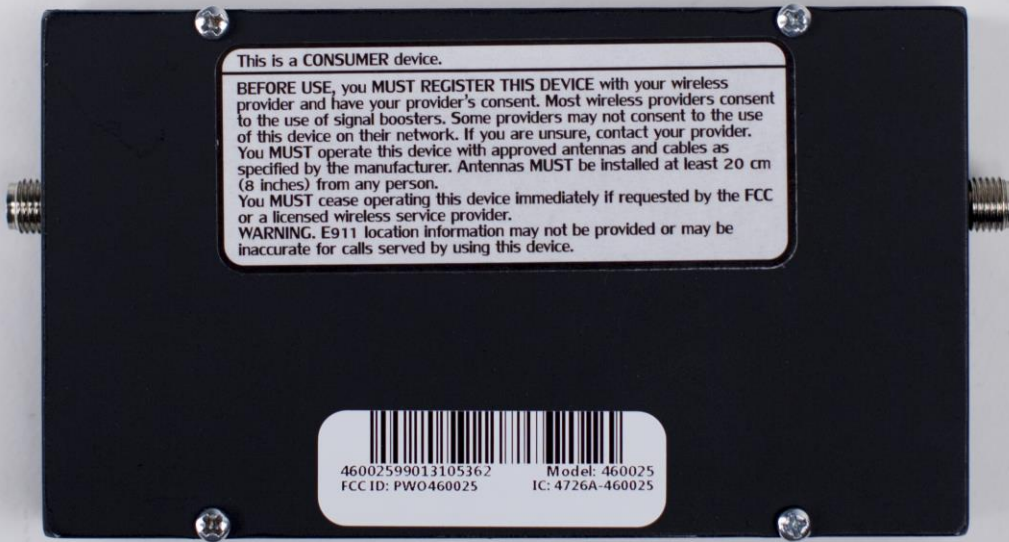 This is a CONSUMER device.
BEFORE USE, you MUST REGISTER THIS DEVICE with your wireless
provider and have your provider's consent. Most wireless providers consent
to the use of signal boosters. Some providers may not consent to the use
of this device on their network. If you are unsure, contact your provider.
You MUST operate this device with approved antennas and cables as
specified by the manufacturer. Antennas MUST be installed at least 20 cm
(8 inches) from any person.
You MUST cease operating this device immediately if requested by the FCC
or a licensed wireless service provider.
WARNING. E911 location information may not be provided or may be
inaccurate for calls served by using this device.
46002599013105362 Model: 460025
FCC ID: PWO460025 IC: 4726A-460025